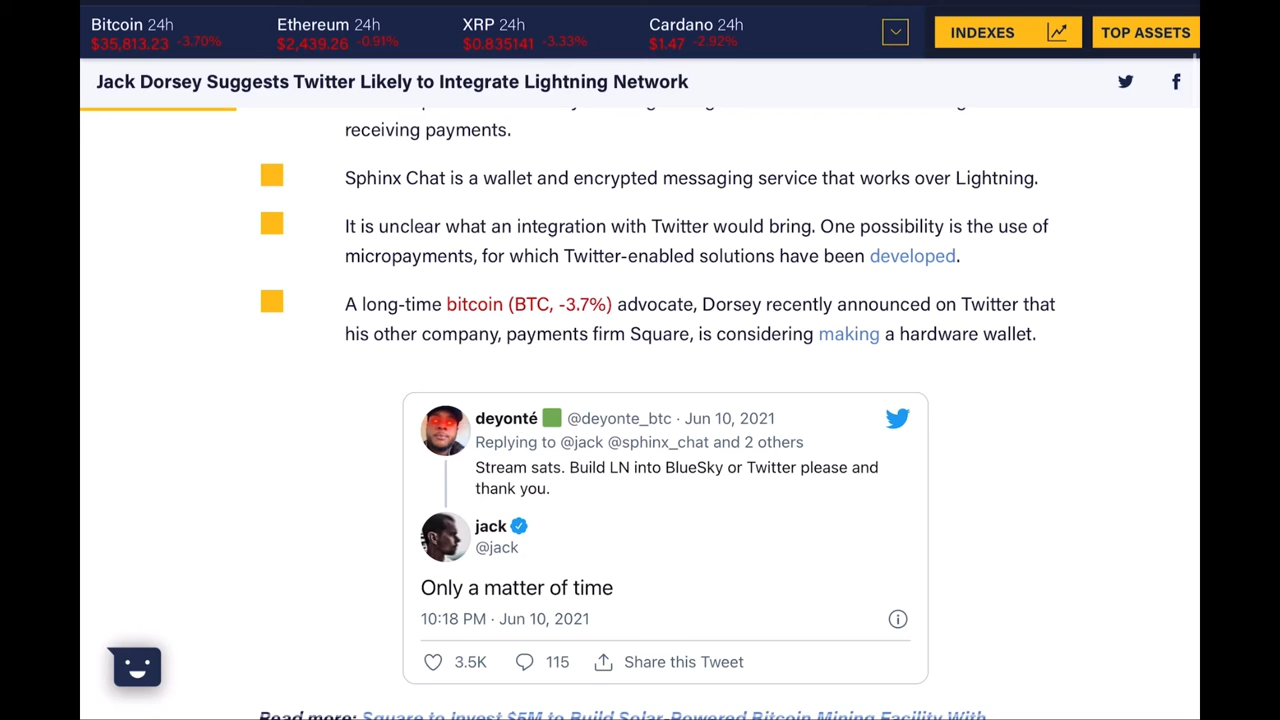 Bitcoin 24h Ethereum 24h XRP 24h Cardano 24h
$35,813.23 -3.70% $2,439.26 -0.91% $0.835141 -3.33% $1.47 -2.92%
INDEXES TOP ASSETS
Jack Dorsey Suggests Twitter Likely to Integrate Lightning Network
receiving payments.
Sphinx Chat is a wallet and encrypted messaging service that works over Lightning.
It is unclear what an integration with Twitter would bring. One possibility is the use of
micropayments, for which Twitter-enabled solutions have been developed.
A long-time bitcoin (BTC, -3.7%) advocate, Dorsey recently announced on Twitter that
his other company, payments firm Square, is considering making a hardware wallet.
deyonté @deyonte_btc · Jun 10, 2021
Replying to @jack @sphinx_chat and 2 others
Stream sats. Build LN into BlueSky or Twitter please and
thank you.
jack
@jack
Only a matter of time
10:18 PM · Jun 10, 2021
3.5K 115 Share this Tweet
Read more: Square to Invest $5M to Build Solar-Powered Bitcoin Mining Facility With